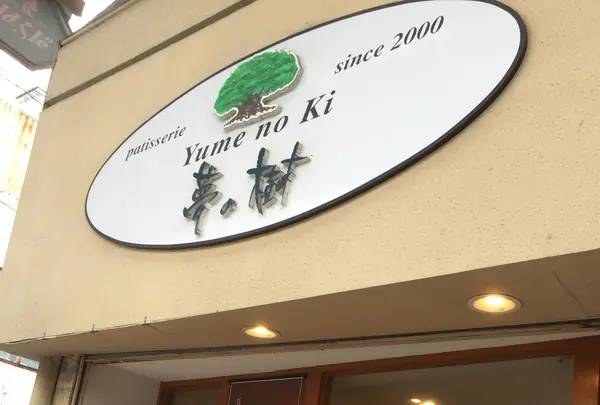 patisserie
since 2000
Yume no Ki
夢の樹